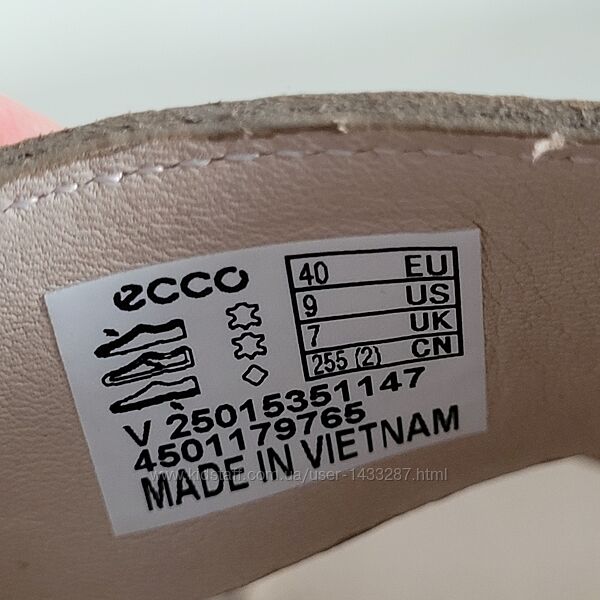 ecco
40 EU
9 US
7 UK
255 (2) CN
V 25015351147
4501179765
MADE IN VIETNAM
www.kidstaff.com.ua/user-1433287.html